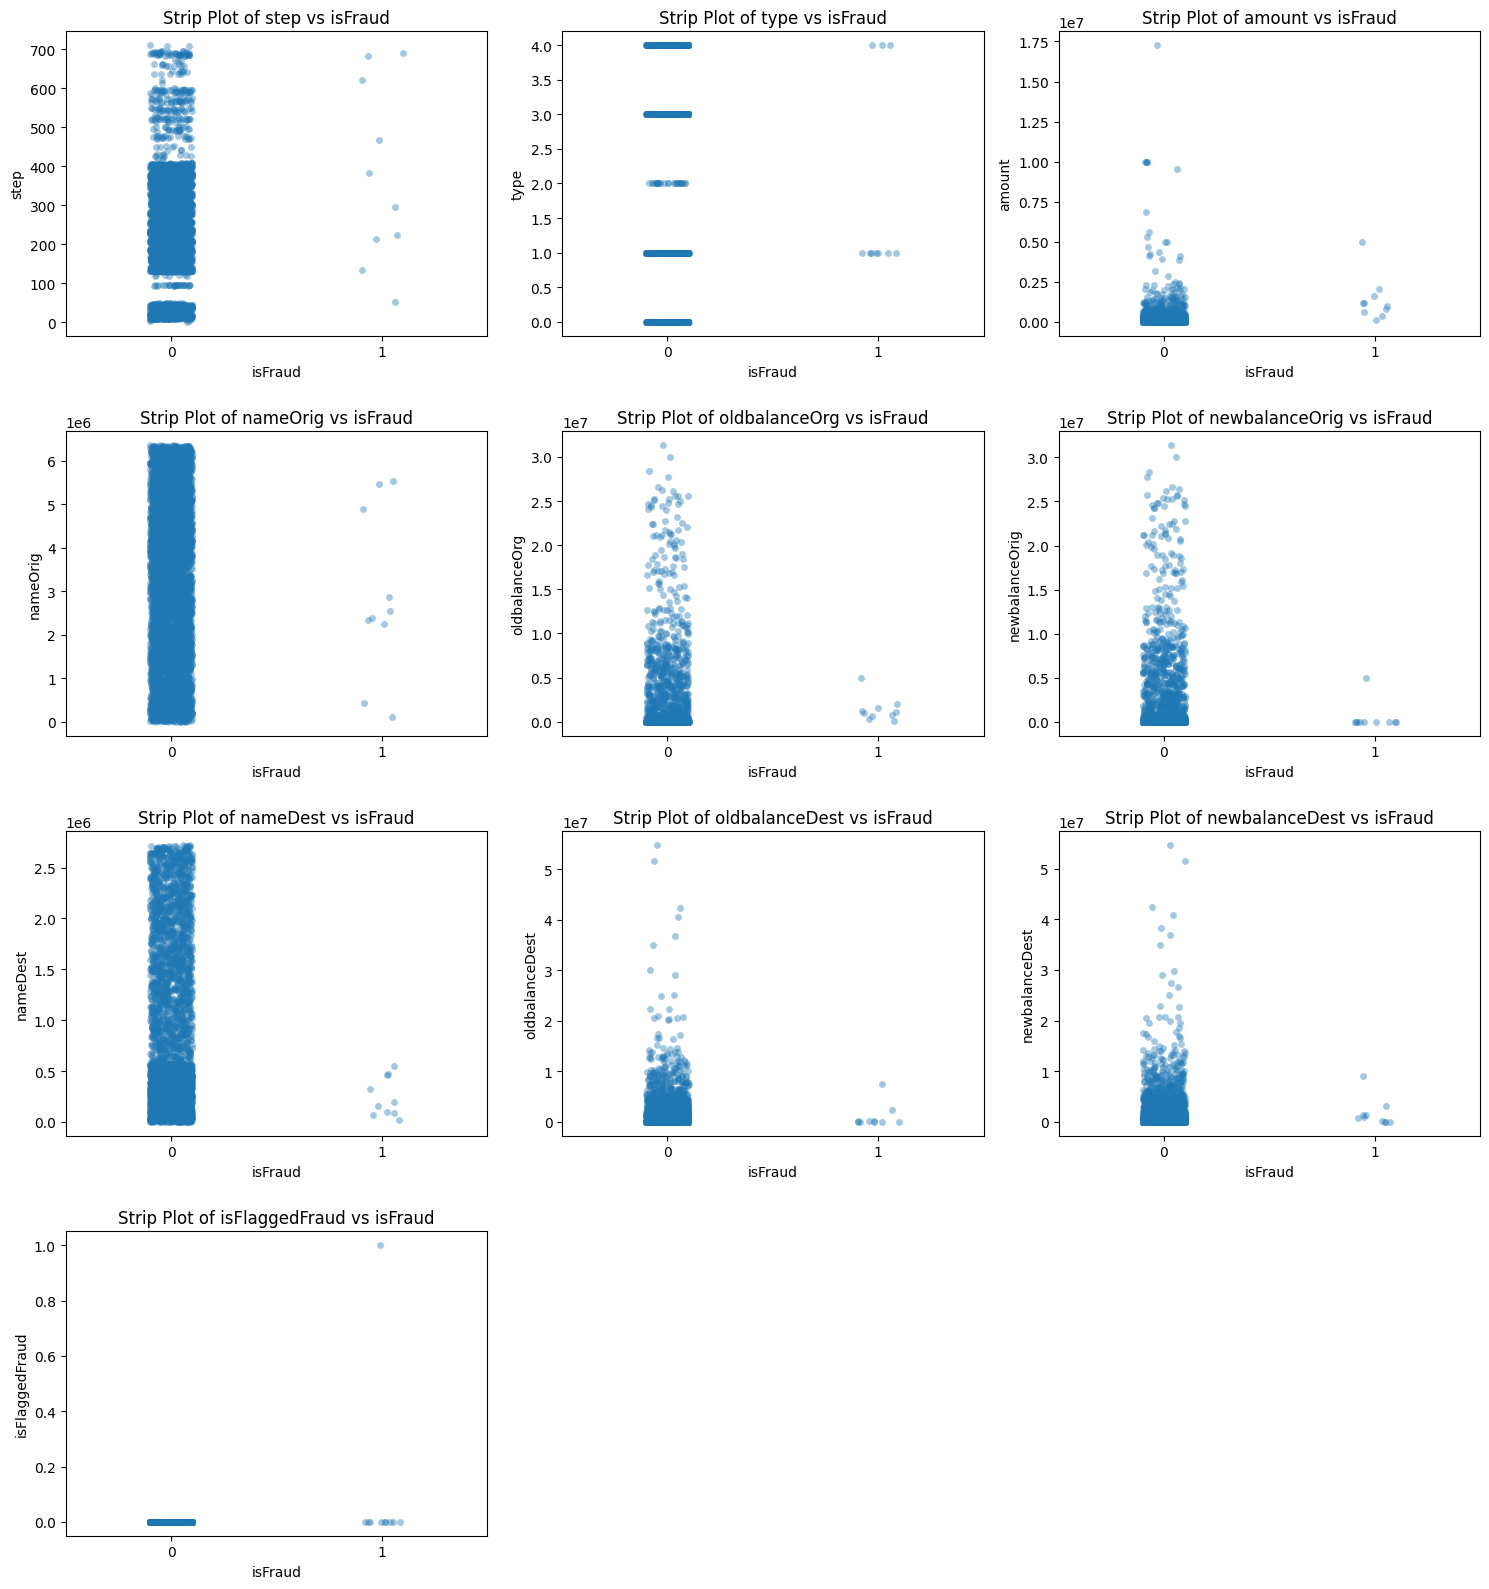 Strip Plot of step vs isFraud
700
600
500
400
300
200
100
0
step
0 1
isFraud
Strip Plot of type vs isFraud
4.0
3.5
3.0
2.5
2.0
1.5
1.0
0.5
0.0
type
0 1
isFraud
Strip Plot of amount vs isFraud
1e7
1.75
1.50
1.25
1.00
0.75
0.50
0.25
0.00
amount
0 1
isFraud
Strip Plot of nameOrig vs isFraud
1e6
6
5
4
3
2
1
0
nameOrig
0 1
isFraud
Strip Plot of oldbalanceOrg vs isFraud
1e7
3.0
2.5
2.0
1.5
1.0
0.5
0.0
oldbalanceOrg
0 1
isFraud
Strip Plot of newbalanceOrig vs isFraud
1e7
3.0
2.5
2.0
1.5
1.0
0.5
0.0
newbalanceOrig
0 1
isFraud
Strip Plot of nameDest vs isFraud
1e6
2.5
2.0
1.5
1.0
0.5
0.0
nameDest
0 1
isFraud
Strip Plot of oldbalanceDest vs isFraud
1e7
5
4
3
2
1
0
oldbalanceDest
0 1
isFraud
Strip Plot of newbalanceDest vs isFraud
1e7
5
4
3
2
1
0
newbalanceDest
0 1
isFraud
Strip Plot of isFlaggedFraud vs isFraud
1.0
0.8
0.6
0.4
0.2
0.0
isFlaggedFraud
0 1
isFraud